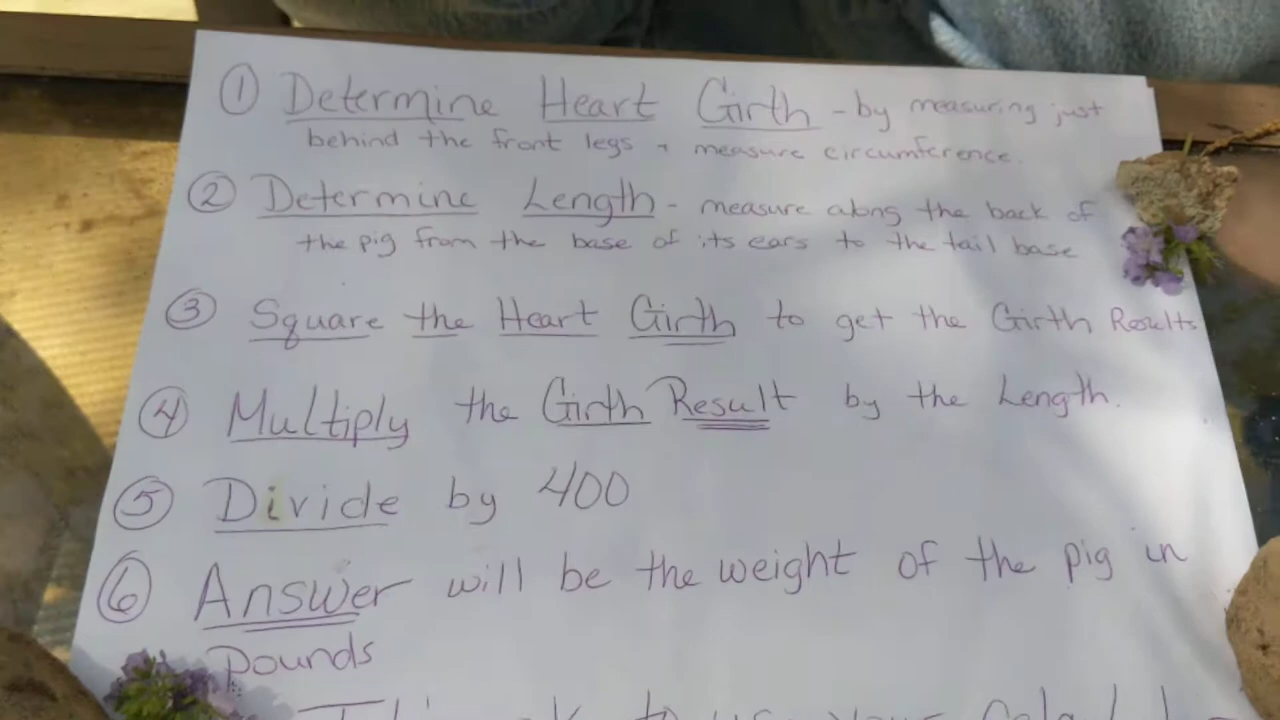 ① Determine Heart Girth - by measuring just
behind the front legs + measure circumference.
② Determine Length - measure along the back of
the pig from the base of its ears to the tail base
③ Square the Heart Girth to get the Girth Results
④ Multiply the Girth Result by the Length.
⑤ Divide by 400
⑥ Answer will be the weight of the pig in
pounds